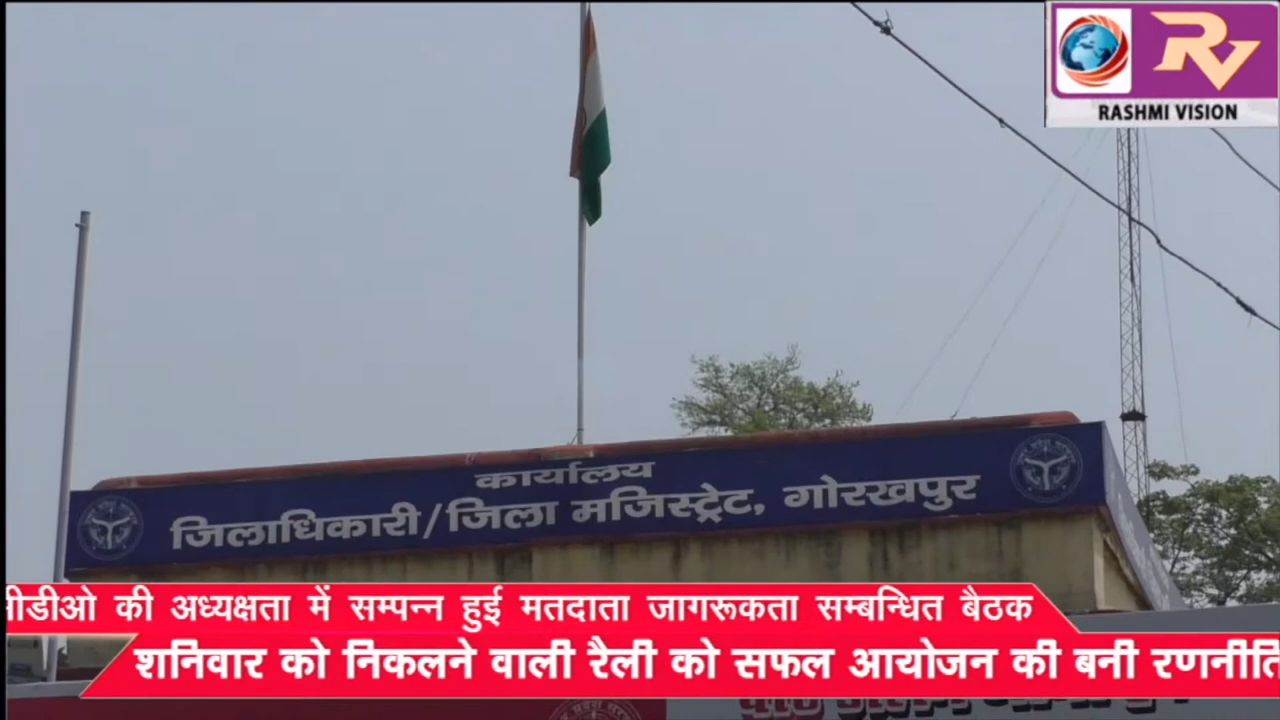 RV
RASHMI VISION
कार्यालय
जिलाधिकारी/जिला मजिस्ट्रेट, गोरखपुर
की अध्यक्षता में सम्पन्न हुई मतदाता जागरूकता सम्बन्धित बैठक
शनिवार को निकलने वाली रैली को सफल आयोजन की बनी रणनीति